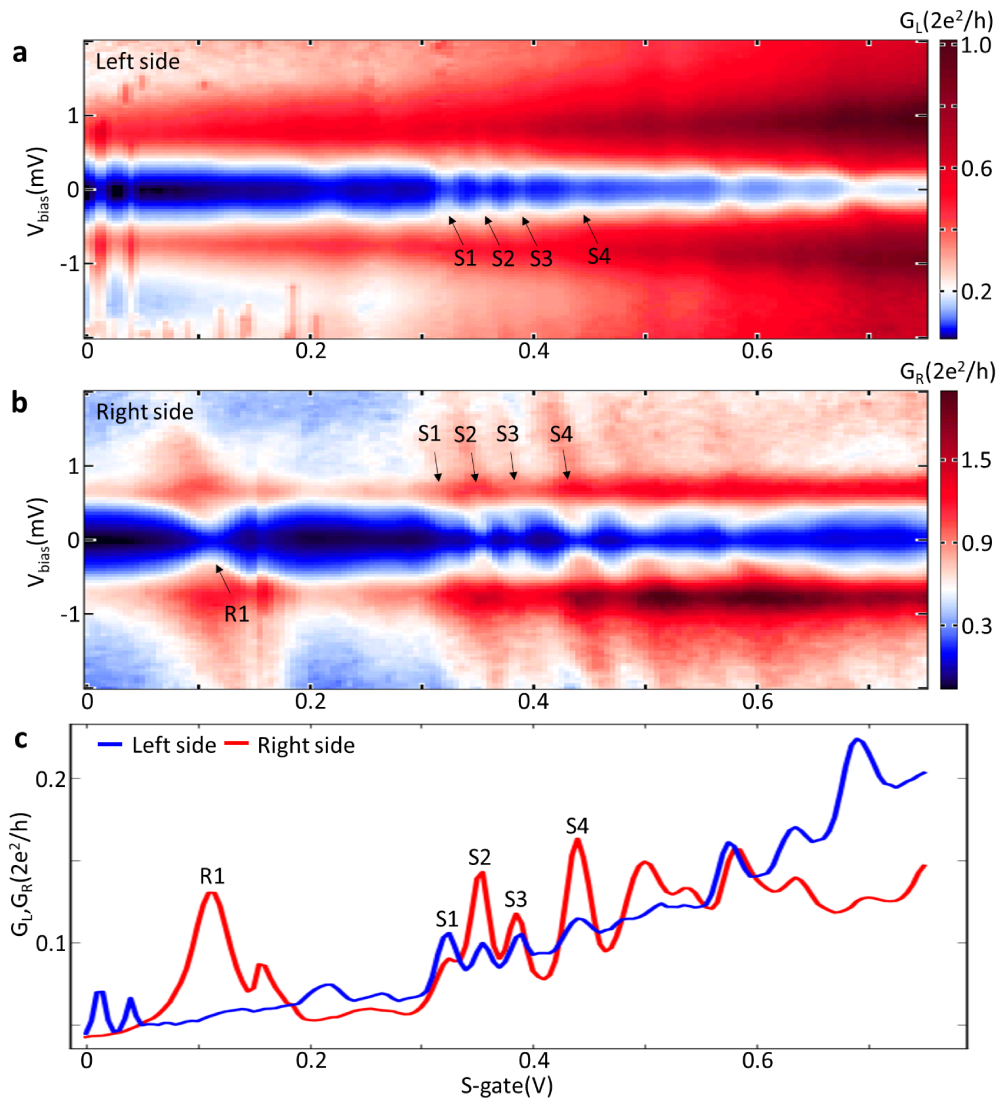 a
Left side
G_L(2e²/h)
1.0
0.6
0.2
V_bias(mV)
1
0
-1
S1 S2 S3 S4
0 0.2 0.4 0.6
b
Right side
G_R(2e²/h)
1.5
0.9
0.3
V_bias(mV)
1
0
-1
S1 S2 S3 S4
R1
0 0.2 0.4 0.6
c
Left side Right side
G_L,G_R(2e²/h)
0.2
0.1
R1
S1
S2
S3
S4
0 0.2 0.4 0.6
S-gate(V)